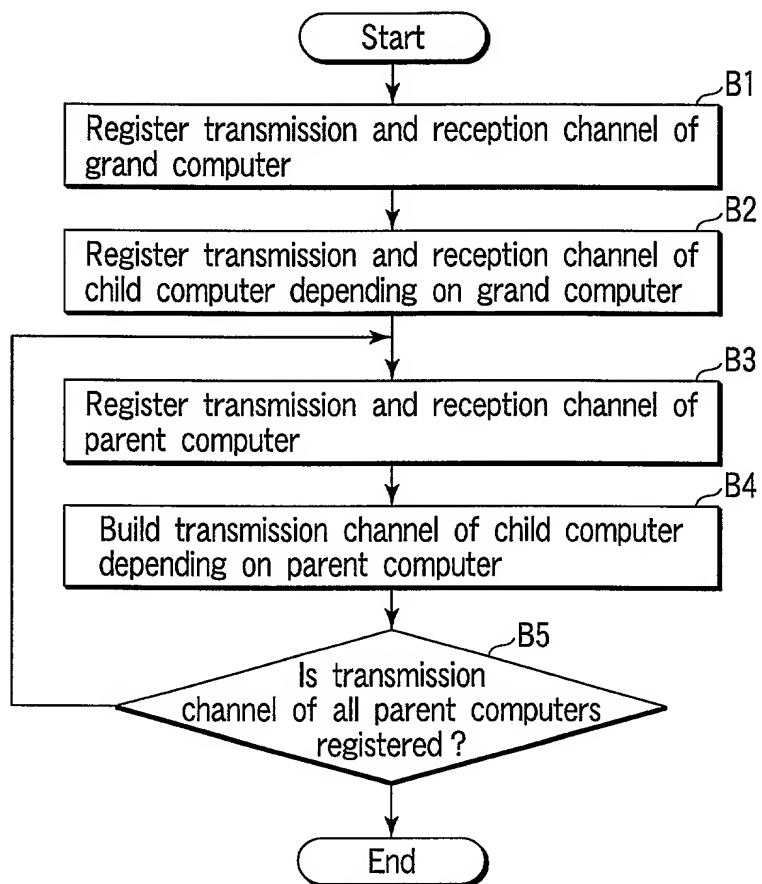 Start
B1
Register transmission and reception channel of
grand computer
B2
Register transmission and reception channel of
child computer depending on grand computer
B3
Register transmission and reception channel of
parent computer
B4
Build transmission channel of child computer
depending on parent computer
B5
Is transmission
channel of all parent computers
registered ?
End